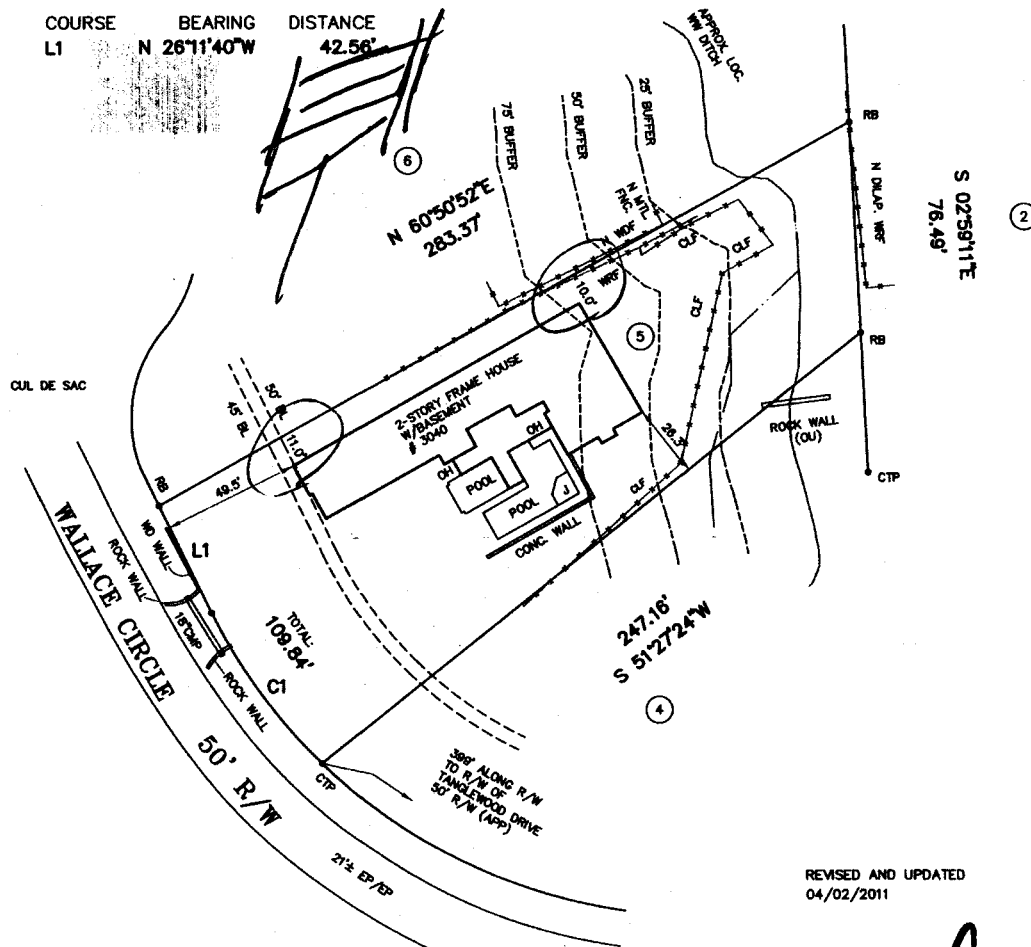 COURSE BEARING DISTANCE
L1 N 26°11'40"W 42.56'
APPROX. LOC.
WW DITCH
75' BUFFER
50' BUFFER
25' BUFFER
RB
6
N 60°50'52"E
283.37'
N MTL
FNC.
N WDF
CLF
CLF
WRF
10.0'
CLF
N DILAP. WRF
S 02°59'11"E
76.49'
2
5
RB
CUL DE SAC
50' BL
45' BL
11.0'
2-STORY FRAME HOUSE
W/BASEMENT
# 3040
OH
OH
POOL
POOL
J
CONC. WALL
26.3'
CLF
ROCK WALL
(OU)
CTP
RB
49.5'
WD WALL
L1
ROCK WALL
18"CMP
ROCK WALL
TOTAL:
109.84'
C1
247.16'
S 51°27'24"W
4
WALLACE CIRCLE
50' R/W
CTP
399' ALONG R/W
TO R/W OF
TANGLEWOOD DRIVE
50' R/W (APP)
21'± EP/EP
REVISED AND UPDATED
04/02/2011